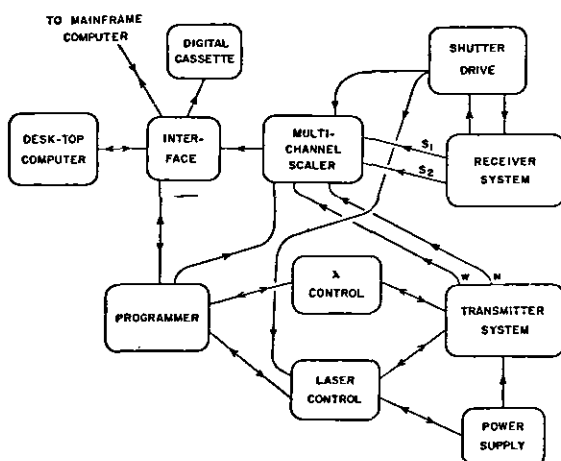 TO MAINFRAME
COMPUTER
DIGITAL
CASSETTE
SHUTTER
DRIVE
DESK-TOP
COMPUTER
INTER-
FACE
MULTI-
CHANNEL
SCALER
S1
S2
RECEIVER
SYSTEM
W
N
PROGRAMMER
λ
CONTROL
TRANSMITTER
SYSTEM
LASER
CONTROL
POWER
SUPPLY